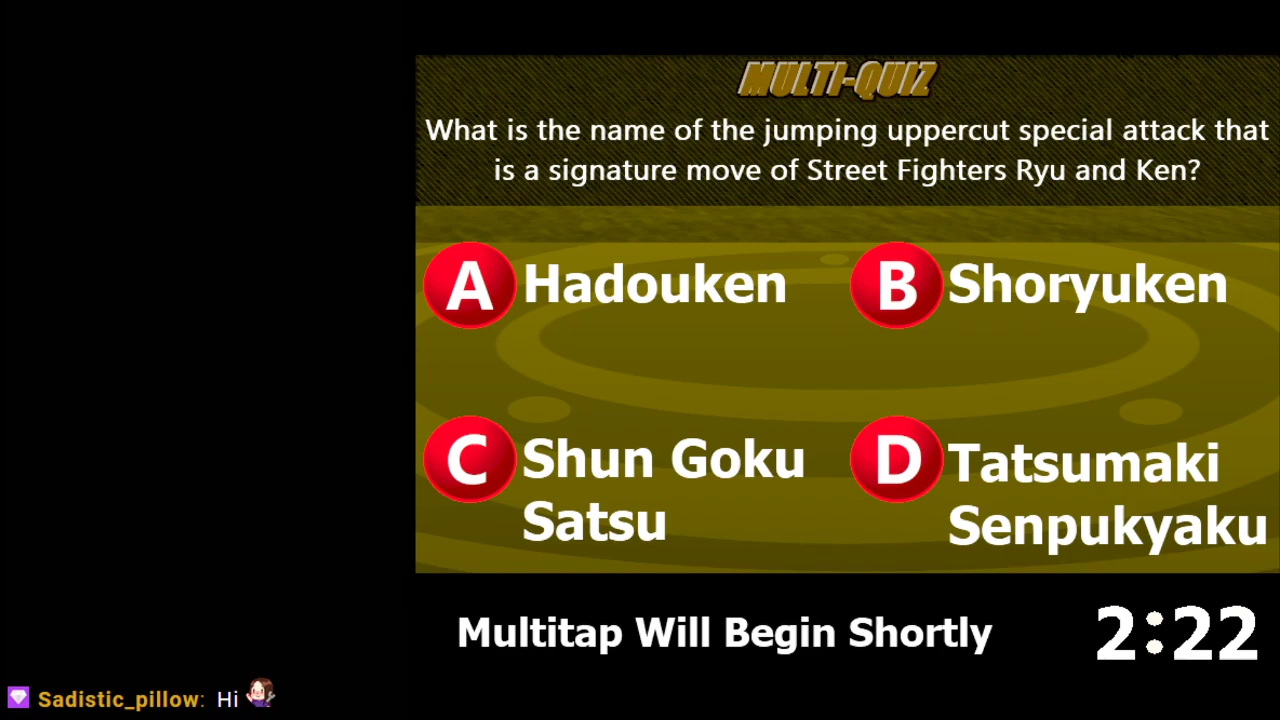 MULTI-QUIZ
What is the name of the jumping uppercut special attack that
is a signature move of Street Fighters Ryu and Ken?
A Hadouken
B Shoryuken
C Shun Goku
Satsu
D Tatsumaki
Senpukyaku
Multitap Will Begin Shortly
2:22
Sadistic_pillow: Hi